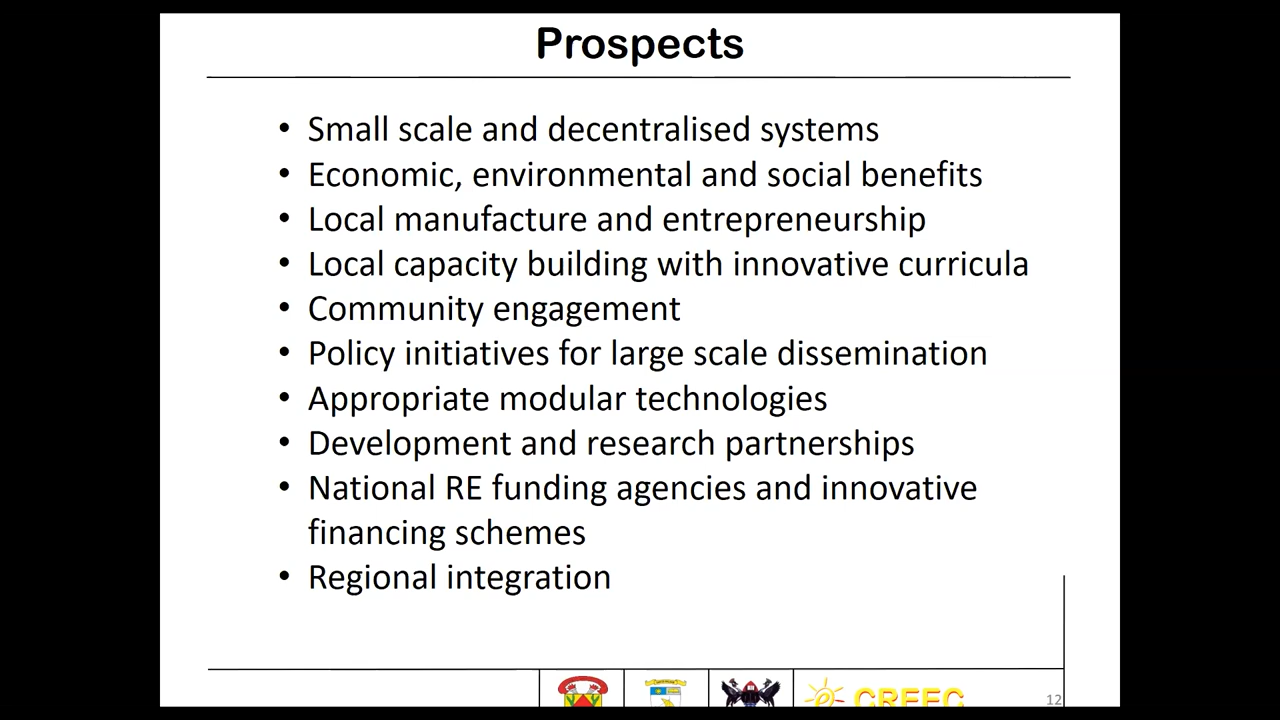 Prospects
• Small scale and decentralised systems
• Economic, environmental and social benefits
• Local manufacture and entrepreneurship
• Local capacity building with innovative curricula
• Community engagement
• Policy initiatives for large scale dissemination
• Appropriate modular technologies
• Development and research partnerships
• National RE funding agencies and innovative
financing schemes
• Regional integration
CREEC
12